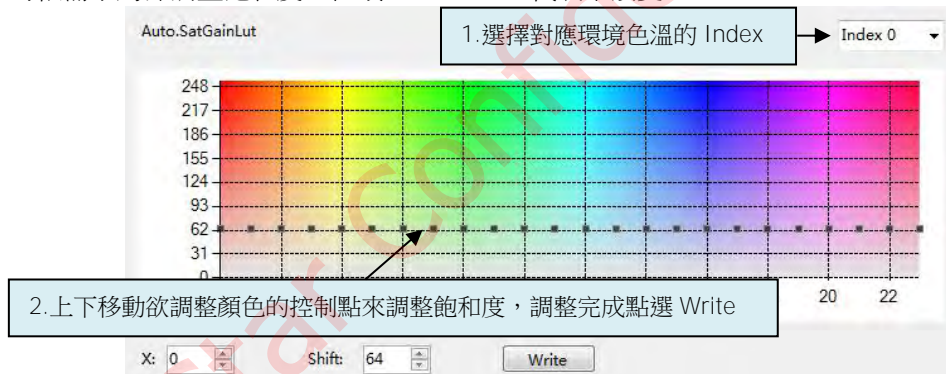 Auto.SatGainLut
1.選擇對應環境色溫的 Index
Index 0
248
217
186
155
124
93
62
31
0
2.上下移動欲調整顏色的控制點來調整飽和度，調整完成點選 Write
20 22
X: 0 Shift: 64 Write